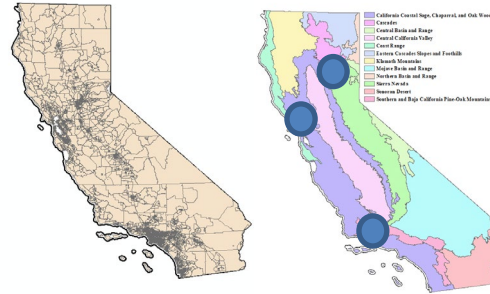 California Coastal Sage, Chaparral, and Oak Wood
Cascades
Central Basin and Range
Central California Valley
Coast Range
Eastern Cascades Slopes and Foothills
Klamath Mountains
Mojave Basin and Range
Northern Basin and Range
Sierra Nevada
Sonoran Desert
Southern and Baja California Pine-Oak Mountains